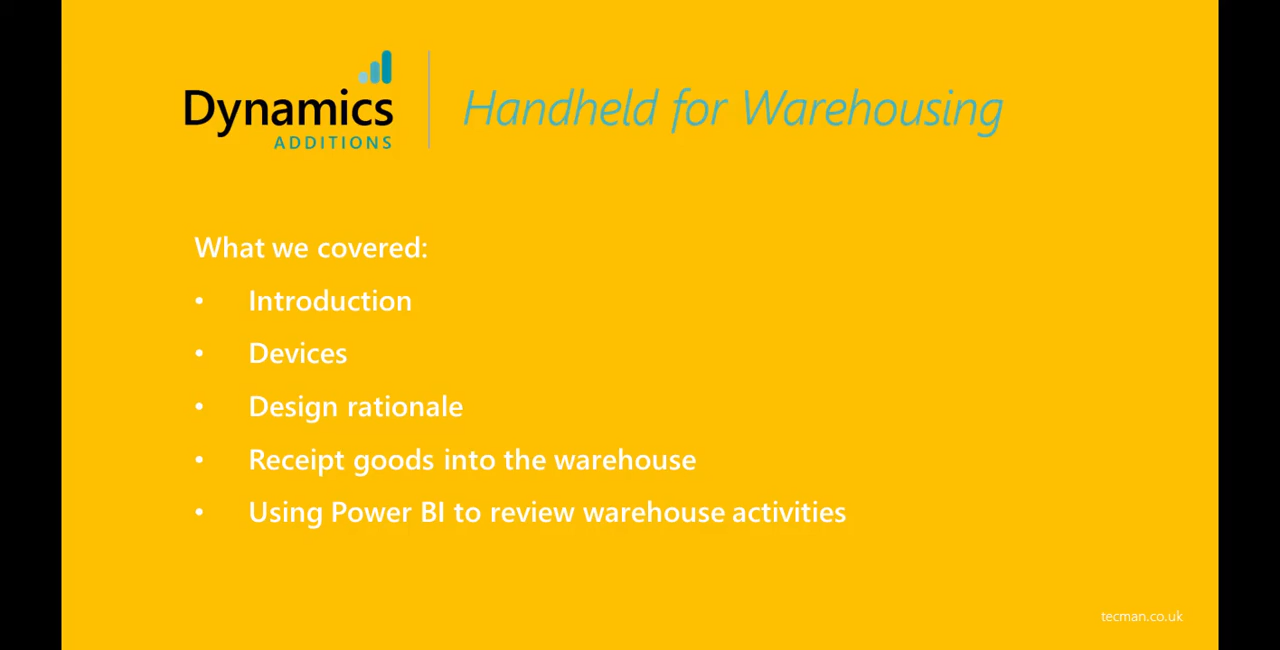 Dynamics
ADDITIONS
Handheld for Warehousing
What we covered:
• Introduction
• Devices
• Design rationale
• Receipt goods into the warehouse
• Using Power BI to review warehouse activities
tecman.co.uk